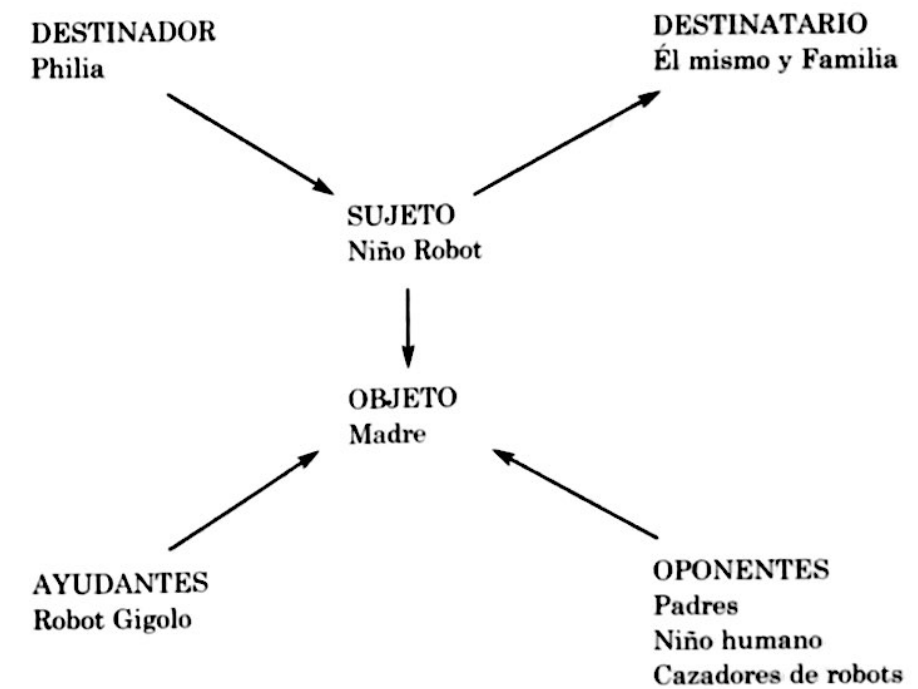 DESTINADOR
Philia
DESTINATARIO
Él mismo y Familia
SUJETO
Niño Robot
OBJETO
Madre
AYUDANTES
Robot Gigolo
OPONENTES
Padres
Niño humano
Cazadores de robots